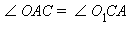 ∠OAC = ∠O₁CA